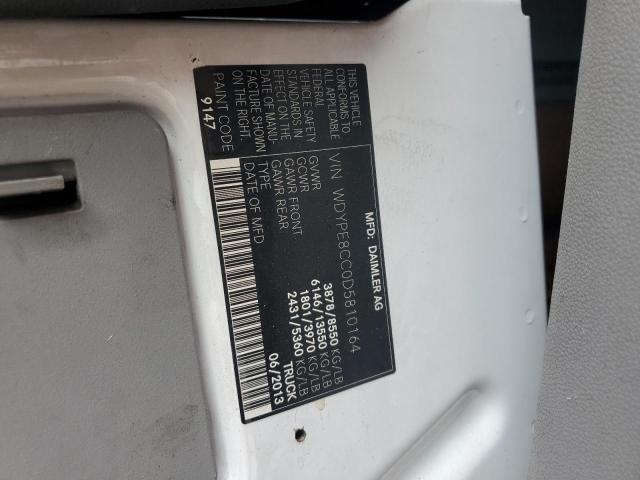 MFD: DAIMLER AG
VIN WDYPE8CC0D5810164
THIS VEHICLE
CONFORMS TO
ALL APPLICABLE
FEDERAL
VEHICLE SAFETY
STANDARDS IN
EFFECT ON THE
DATE OF MANU-
FACTURE SHOWN
ON THE RIGHT
PAINT CODE
9147
GVWR 3878/8550 KG/LB
GCWR 6146/13550 KG/LB
GAWR FRONT 1801/3970 KG/LB
GAWR REAR 2431/5360 KG/LB
TYPE TRUCK
DATE OF MFD 06/2013